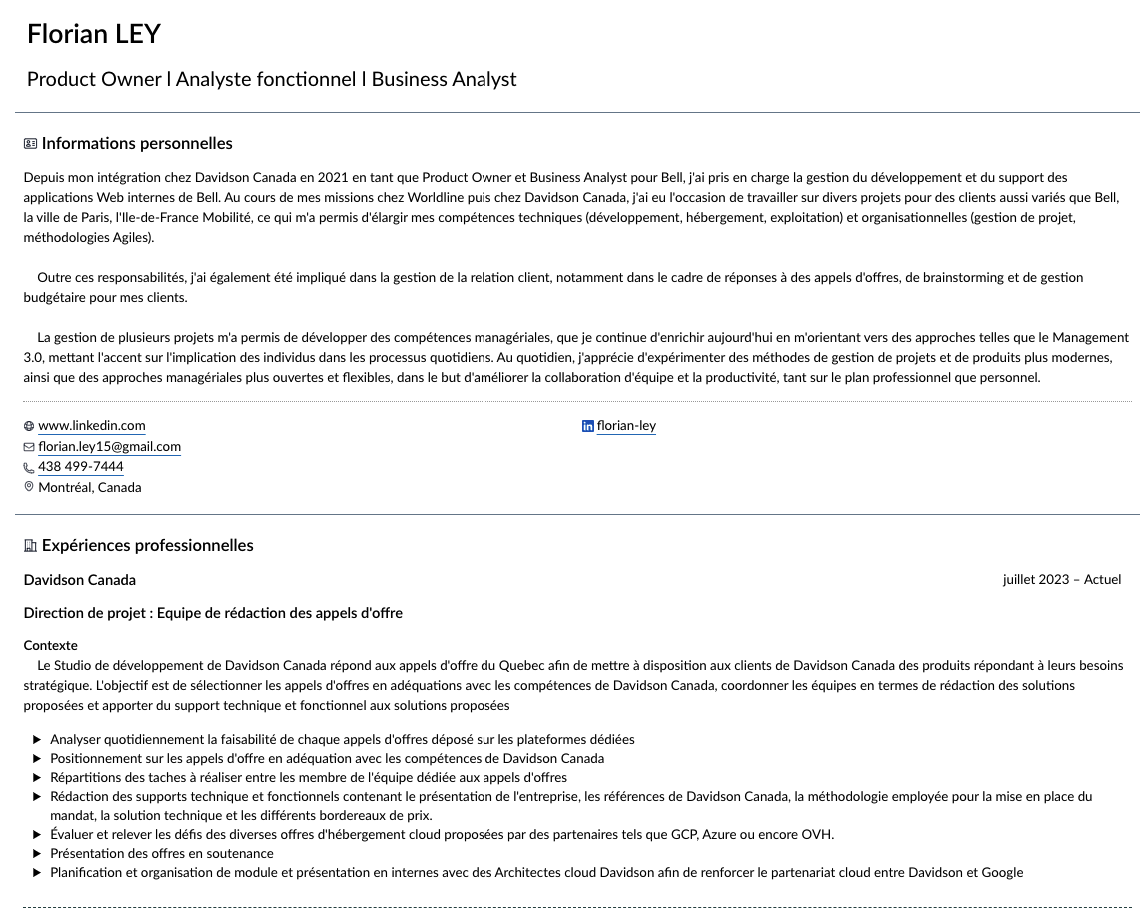 Florian LEY
Product Owner l Analyste fonctionnel l Business Analyst
Informations personnelles
Depuis mon intégration chez Davidson Canada en 2021 en tant que Product Owner et Business Analyst pour Bell, j'ai pris en charge la gestion du développement et du support des
applications Web internes de Bell. Au cours de mes missions chez Worldline puis chez Davidson Canada, j'ai eu l'occasion de travailler sur divers projets pour des clients aussi variés que Bell,
la ville de Paris, l'Ile-de-France Mobilité, ce qui m'a permis d'élargir mes compétences techniques (développement, hébergement, exploitation) et organisationnelles (gestion de projet,
méthodologies Agiles).
Outre ces responsabilités, j'ai également été impliqué dans la gestion de la relation client, notamment dans le cadre de réponses à des appels d'offres, de brainstorming et de gestion
budgétaire pour mes clients.
La gestion de plusieurs projets m'a permis de développer des compétences managériales, que je continue d'enrichir aujourd'hui en m'orientant vers des approches telles que le Management
3.0, mettant l'accent sur l'implication des individus dans les processus quotidiens. Au quotidien, j'apprécie d'expérimenter des méthodes de gestion de projets et de produits plus modernes,
ainsi que des approches managériales plus ouvertes et flexibles, dans le but d'améliorer la collaboration d'équipe et la productivité, tant sur le plan professionnel que personnel.
www.linkedin.com
florian-ley
florian.ley15@gmail.com
438 499-7444
Montréal, Canada
Expériences professionnelles
Davidson Canada juillet 2023 – Actuel
Direction de projet : Equipe de rédaction des appels d'offre
Contexte
Le Studio de développement de Davidson Canada répond aux appels d'offre du Quebec afin de mettre à disposition aux clients de Davidson Canada des produits répondant à leurs besoins
stratégique. L'objectif est de sélectionner les appels d'offres en adéquations avec les compétences de Davidson Canada, coordonner les équipes en termes de rédaction des solutions
proposées et apporter du support technique et fonctionnel aux solutions proposées
▶ Analyser quotidiennement la faisabilité de chaque appels d'offres déposé sur les plateformes dédiées
▶ Positionnement sur les appels d'offre en adéquation avec les compétences de Davidson Canada
▶ Répartitions des taches à réaliser entre les membre de l'équipe dédiée aux appels d'offres
▶ Rédaction des supports technique et fonctionnels contenant le présentation de l'entreprise, les références de Davidson Canada, la méthodologie employée pour la mise en place du
mandat, la solution technique et les différents bordereaux de prix.
▶ Évaluer et relever les défis des diverses offres d'hébergement cloud proposées par des partenaires tels que GCP, Azure ou encore OVH.
▶ Présentation des offres en soutenance
▶ Planification et organisation de module et présentation en internes avec des Architectes cloud Davidson afin de renforcer le partenariat cloud entre Davidson et Google